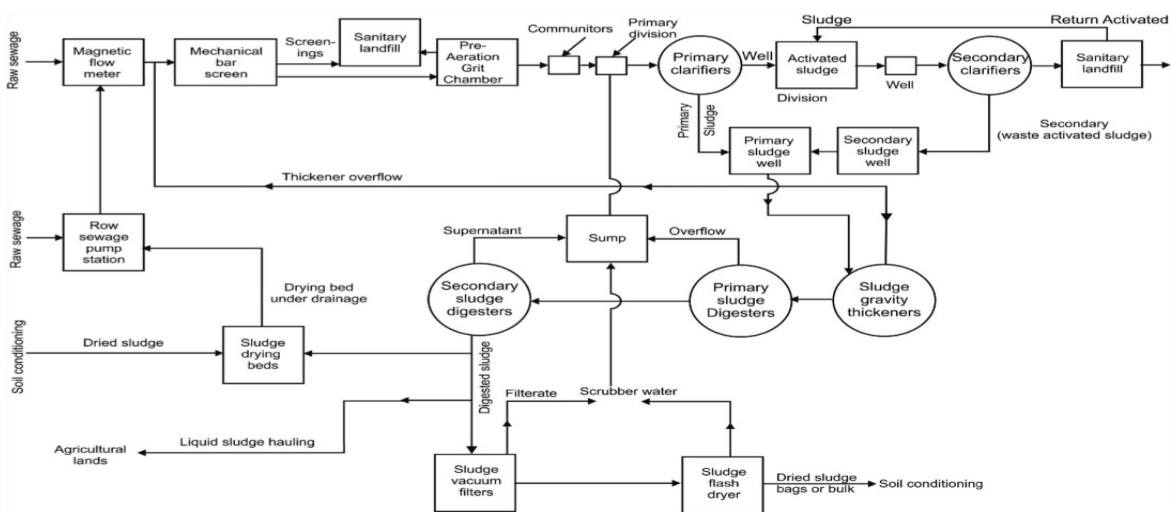 Sludge
Return Activated
Communitors
Primary
division
Raw sewage
Magnetic
flow
meter
Mechanical
bar
screen
Screen-
ings
Sanitary
landfill
Pre-
Aeration
Grit
Chamber
Primary
clarifiers
Well
Activated
sludge
Division
Well
Secondary
clarifiers
Sanitary
landfill
Primary
Sludge
Primary
sludge
well
Secondary
sludge
well
Secondary
(waste activated sludge)
Thickener overflow
Raw sewage
Row
sewage
pump
station
Supernatant
Sump
Overflow
Drying bed
under drainage
Secondary
sludge
digesters
Primary
sludge
Digesters
Sludge
gravity
thickeners
Soil conditioning
Dried sludge
Sludge
drying
beds
Digested sludge
Filterate
Scrubber water
Agricultural
lands
Liquid sludge hauling
Sludge
vacuum
filters
Sludge
flash
dryer
Dried sludge
bags or bulk
Soil conditioning